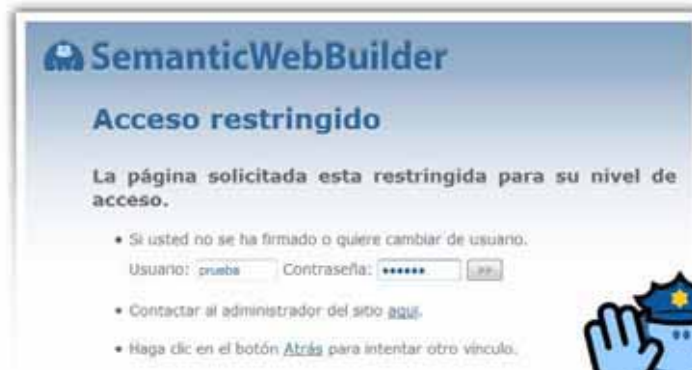 SemanticWebBuilder
Acceso restringido
La página solicitada esta restringida para su nivel de
acceso.
• Si usted no se ha firmado o quiere cambiar de usuario.
Usuario: prueba Contraseña: •••••• >>
• Contactar al administrador del sitio aquí.
• Haga clic en el botón Atrás para intentar otro vínculo.